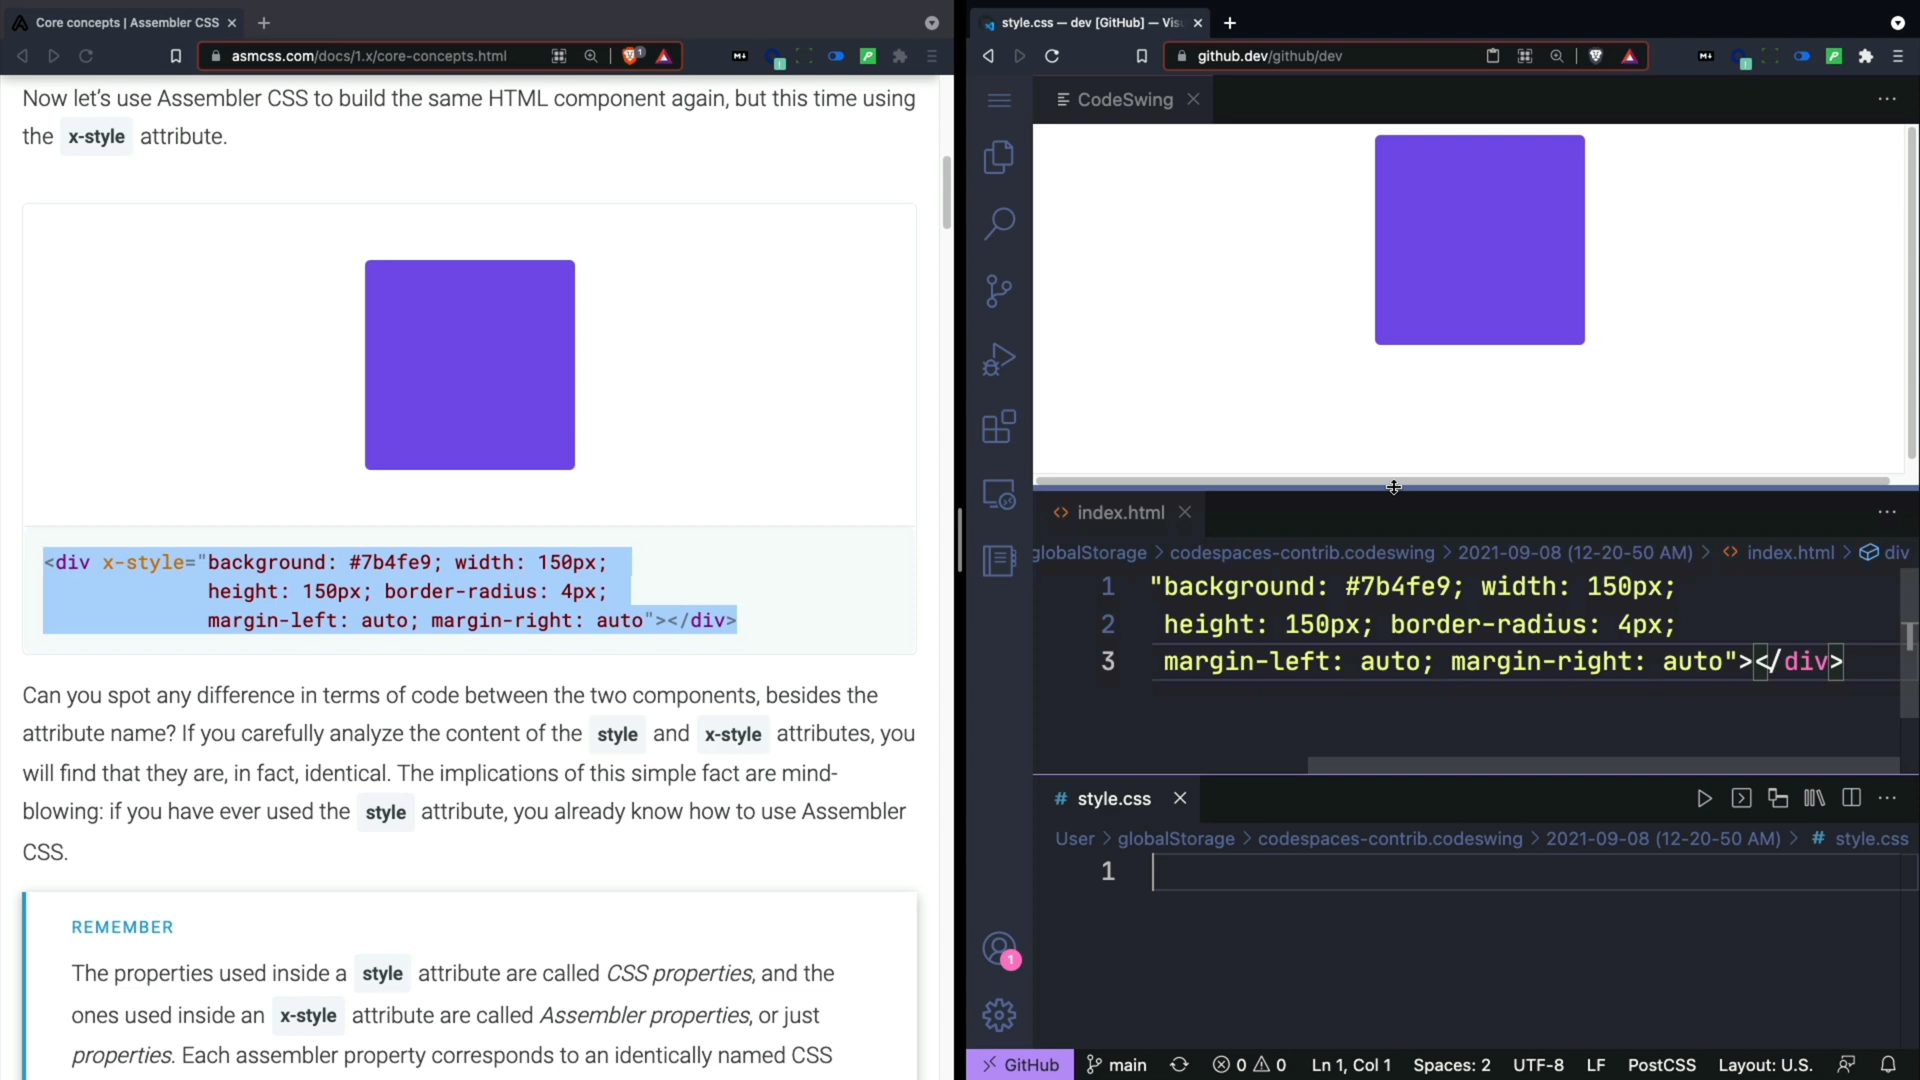 Core concepts | Assembler CSS
asmcss.com/docs/1.x/core-concepts.html
1
M↓
Now let's use Assembler CSS to build the same HTML component again, but this time using
the x-style attribute.
<div x-style="background: #7b4fe9; width: 150px;
height: 150px; border-radius: 4px;
margin-left: auto; margin-right: auto"></div>
Can you spot any difference in terms of code between the two components, besides the
attribute name? If you carefully analyze the content of the style and x-style attributes, you
will find that they are, in fact, identical. The implications of this simple fact are mind-
blowing: if you have ever used the style attribute, you already know how to use Assembler
CSS.
REMEMBER
The properties used inside a style attribute are called CSS properties, and the
ones used inside an x-style attribute are called Assembler properties, or just
properties. Each assembler property corresponds to an identically named CSS
style.css — dev [GitHub] — Vis
github.dev/github/dev
M↓
CodeSwing
index.html
globalStorage > codespaces-contrib.codeswing > 2021-09-08 (12-20-50 AM) > index.html > div
1 "background: #7b4fe9; width: 150px;
2 height: 150px; border-radius: 4px;
3 margin-left: auto; margin-right: auto"></div>
# style.css
User > globalStorage > codespaces-contrib.codeswing > 2021-09-08 (12-20-50 AM) > # style.css
1
1
GitHub main 0 0 Ln 1, Col 1 Spaces: 2 UTF-8 LF PostCSS Layout: U.S.